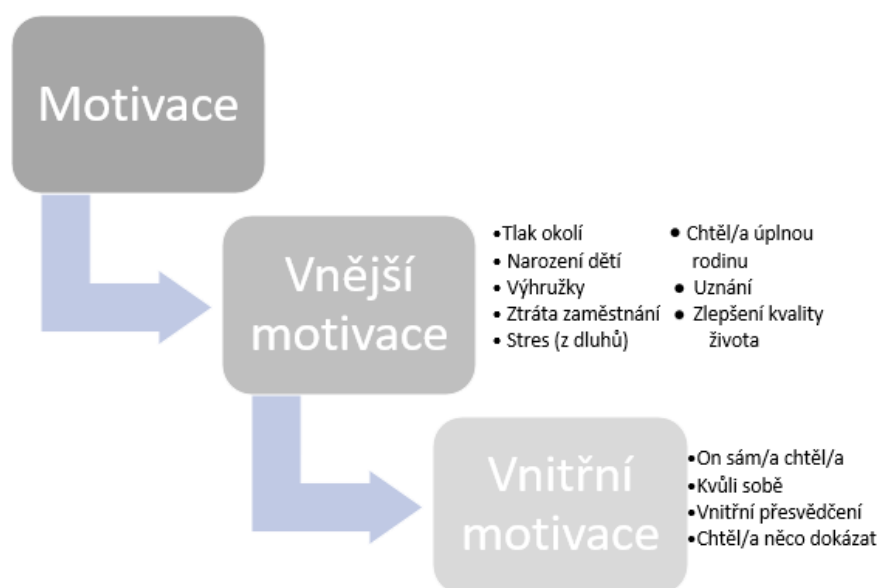 Motivace
Vnější
motivace
•Tlak okolí
• Narození dětí
• Výhružky
• Ztráta zaměstnání
• Stres (z dluhů)
• Chtěl/a úplnou
rodinu
• Uznání
• Zlepšení kvality
života
Vnitřní
motivace
•On sám/a chtěl/a
•Kvůli sobě
•Vnitřní přesvědčení
•Chtěl/a něco dokázat